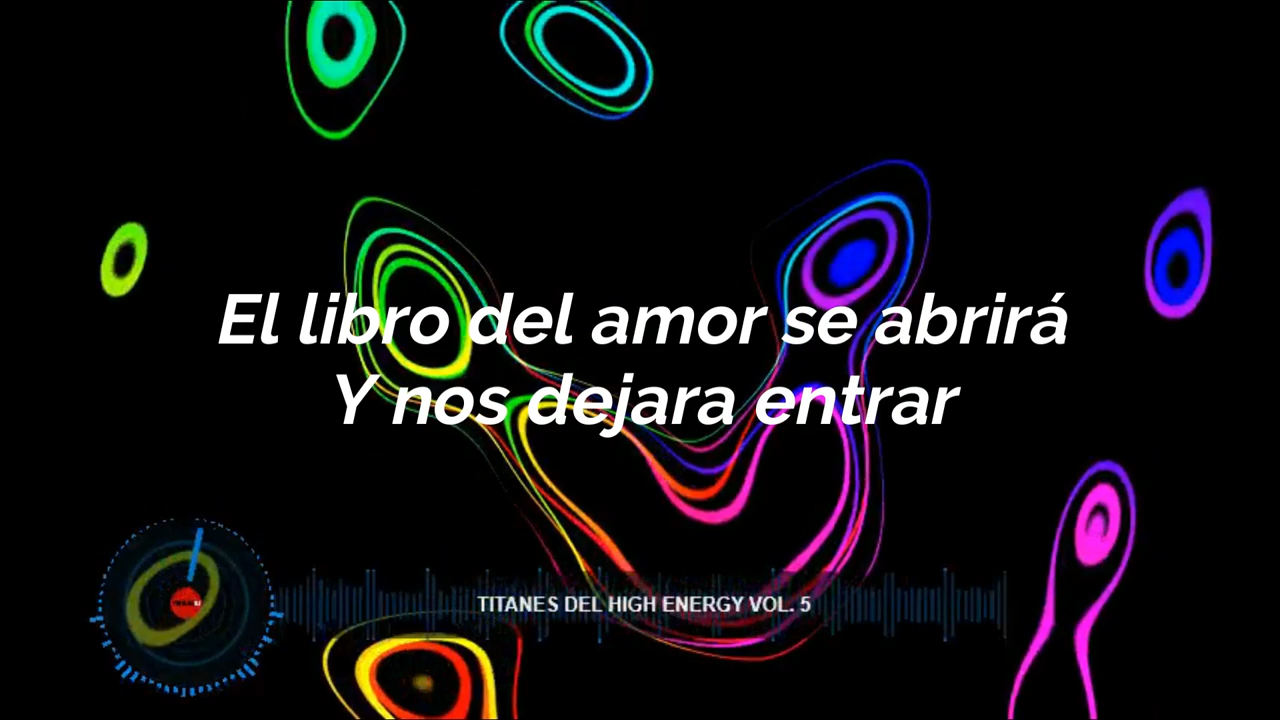 El libro del amor se abrirá
Y nos dejara entrar
TITANES DEL HIGH ENERGY VOL. 5